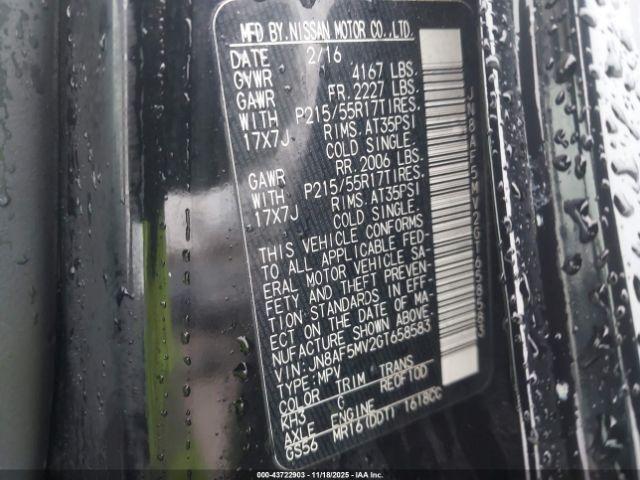 MFD BY.NISSAN MOTOR CO.,LTD.
DATE 2/16
GVWR 4167 LBS.
GAWR FR. 2227 LBS.
WITH P215/55R17TIRES.
17X7J RIMS. AT35PSI
COLD SINGLE.
GAWR RR. 2006 LBS.
WITH P215/55R17TIRES.
17X7J RIMS. AT35PSI
COLD SINGLE.
THIS VEHICLE CONFORMS
TO ALL APPLICABLE FED-
ERAL MOTOR VEHICLE SA-
FETY AND THEFT PREVEN-
TION STANDARDS IN EFF-
ECT ON THE DATE OF MA-
NUFACTURE SHOWN ABOVE.
VIN: JN8AF5MV2GT658583
TYPE: MPV
COLOR TRIM TRANS
KH3 C RE0F10D
AXLE ENGINE
GS56 MR16(DDT) 1618CC
JN8AF5MV2GT658583
000-43722903 - 11/18/2025 - IAAI.COM